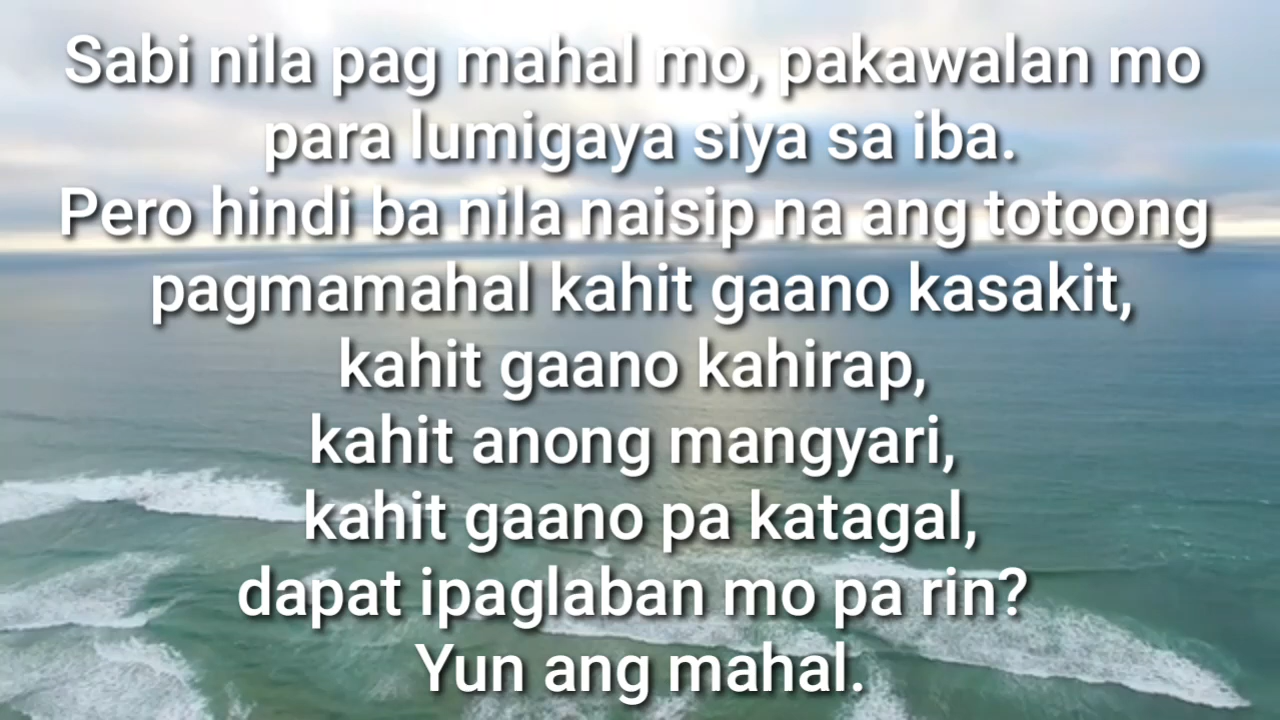 Sabi nila pag mahal mo, pakawalan mo
para lumigaya siya sa iba.
Pero hindi ba nila naisip na ang totoong
pagmamahal kahit gaano kasakit,
kahit gaano kahirap,
kahit anong mangyari,
kahit gaano pa katagal,
dapat ipaglaban mo pa rin?
Yun ang mahal.